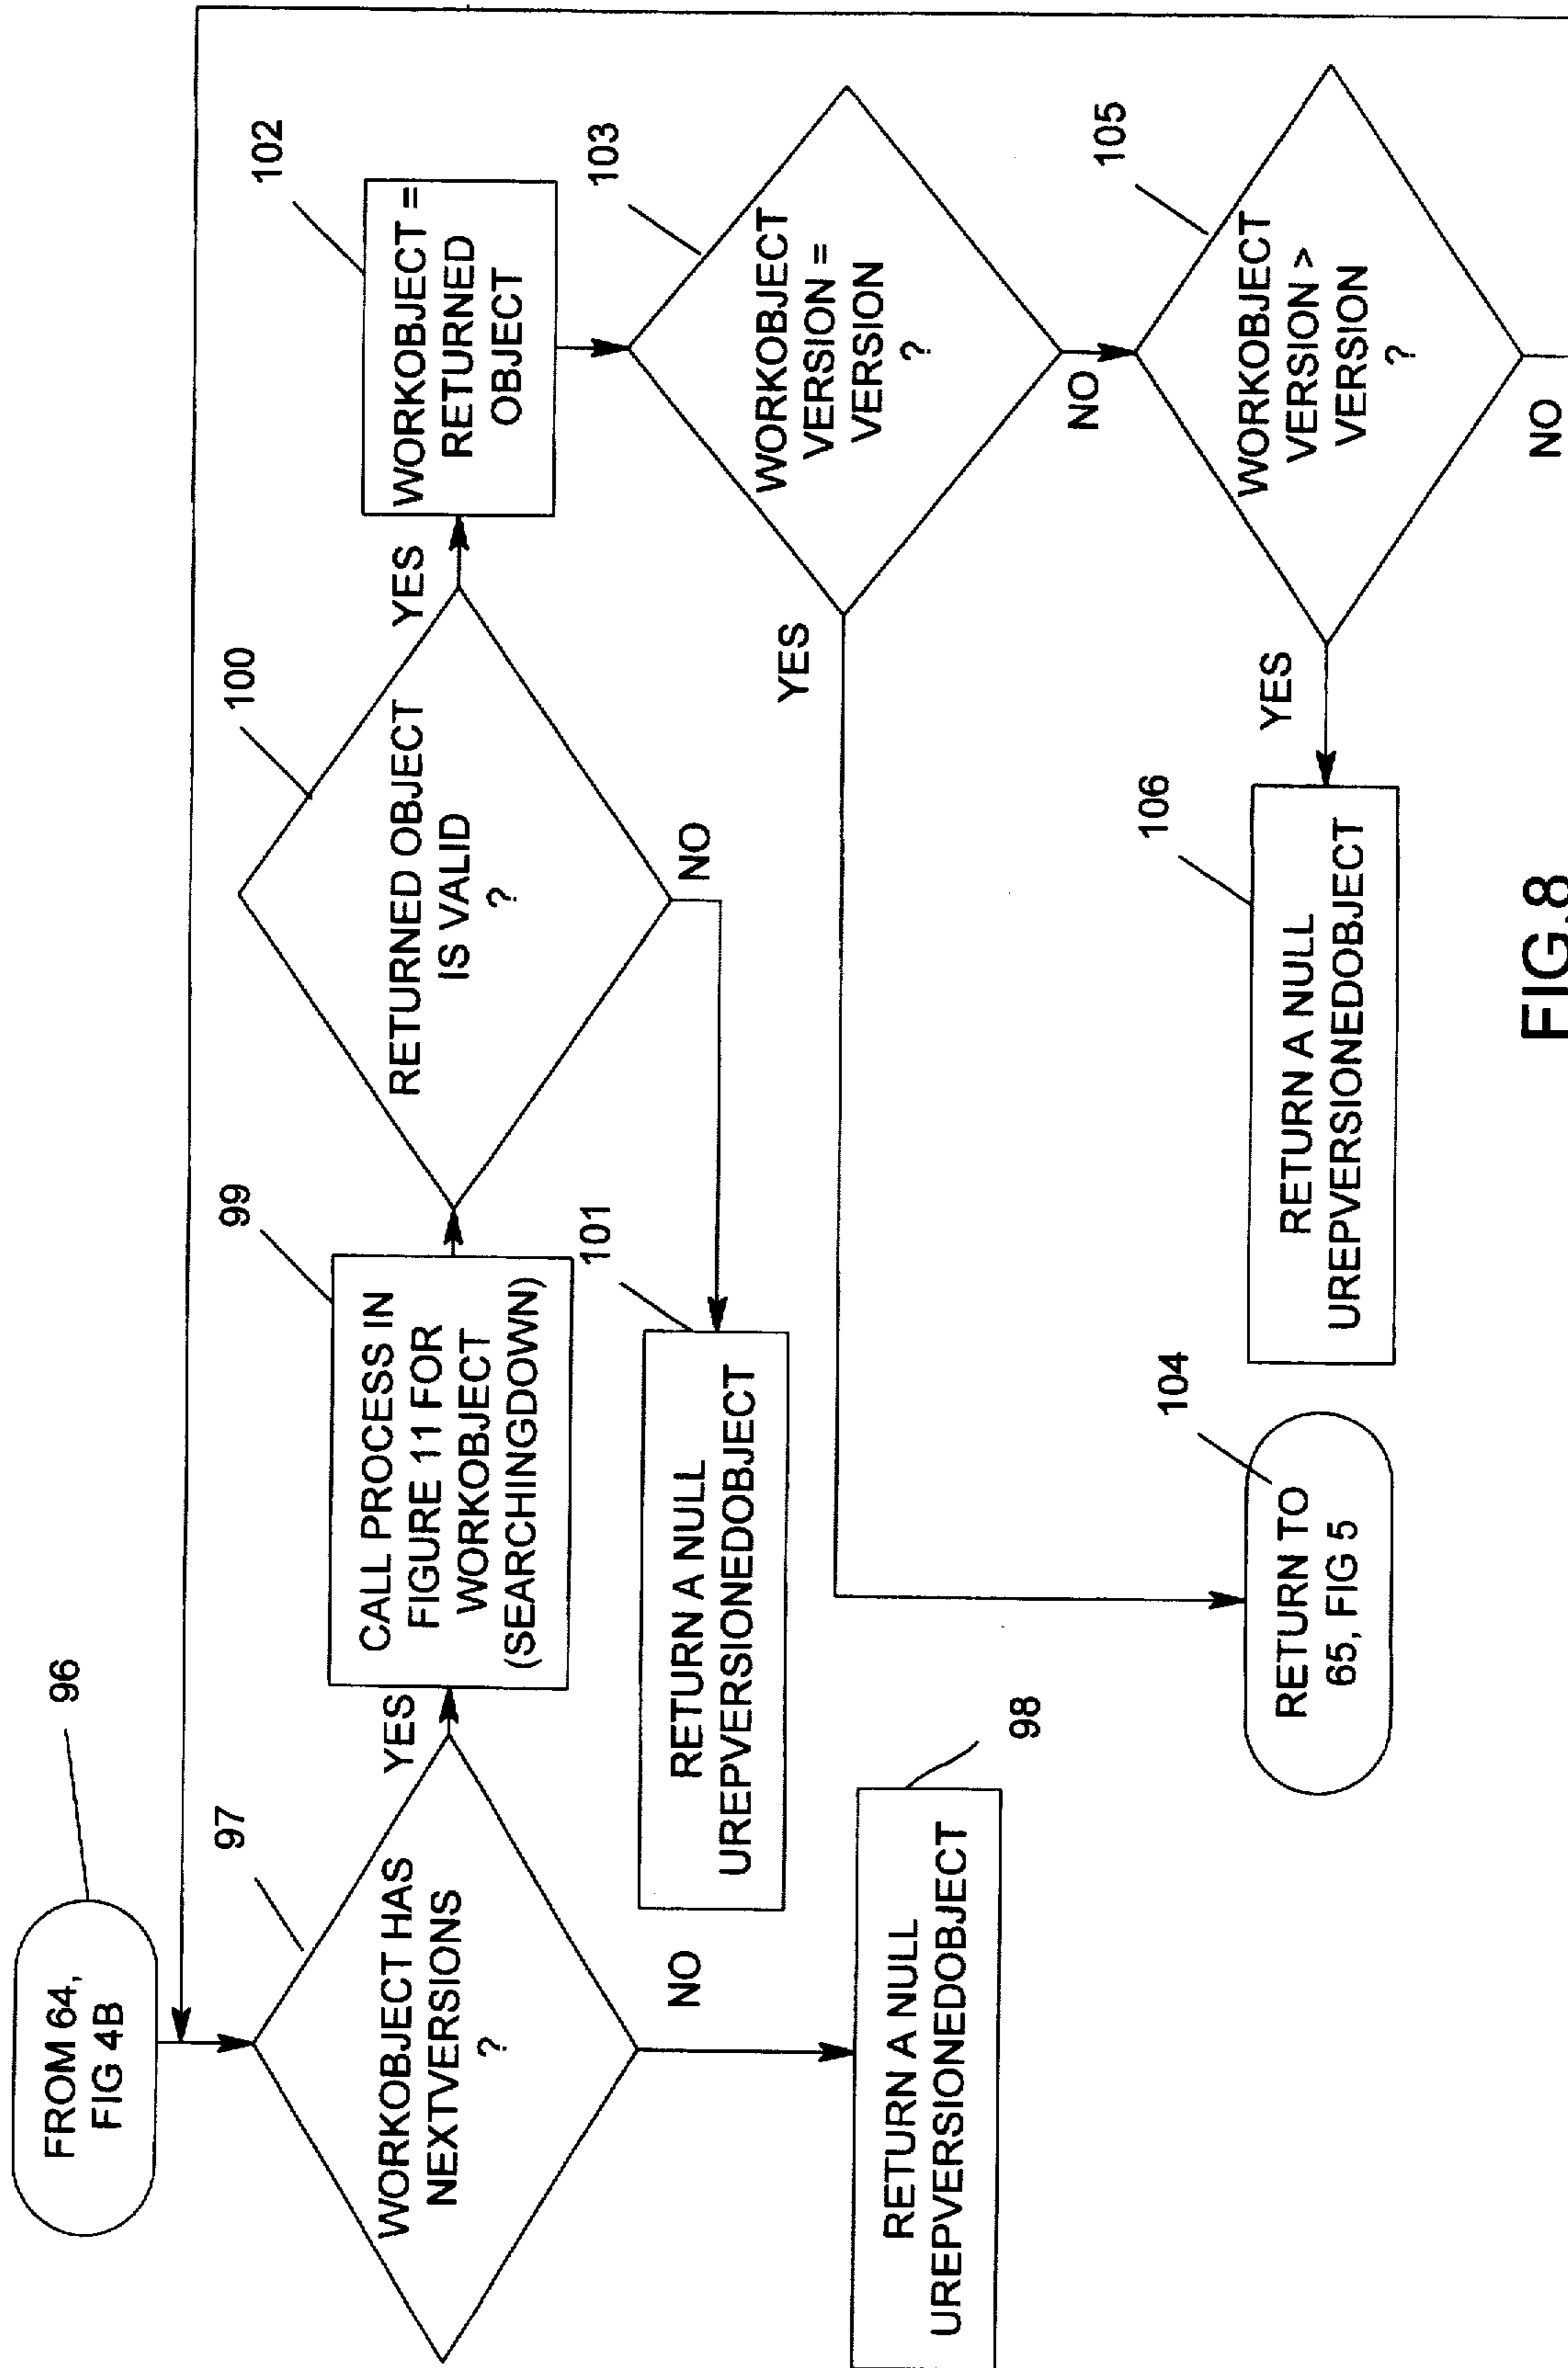 FROM 64,
FIG 4B
96
WORKOBJECT HAS
NEXTVERSIONS
?
97
YES
NO
RETURN A NULL
UREPVERSIONEDOBJECT
98
CALL PROCESS IN
FIGURE 11 FOR
WORKOBJECT
(SEARCHINGDOWN)
99
RETURNED OBJECT
IS VALID
?
100
YES
NO
RETURN A NULL
UREPVERSIONEDOBJECT
101
WORKOBJECT =
RETURNED
OBJECT
102
WORKOBJECT
VERSION =
VERSION
?
103
YES
NO
RETURN TO
65, FIG 5
104
WORKOBJECT
VERSION >
VERSION
?
105
YES
NO
RETURN A NULL
UREPVERSIONEDOBJECT
106
FIG.8